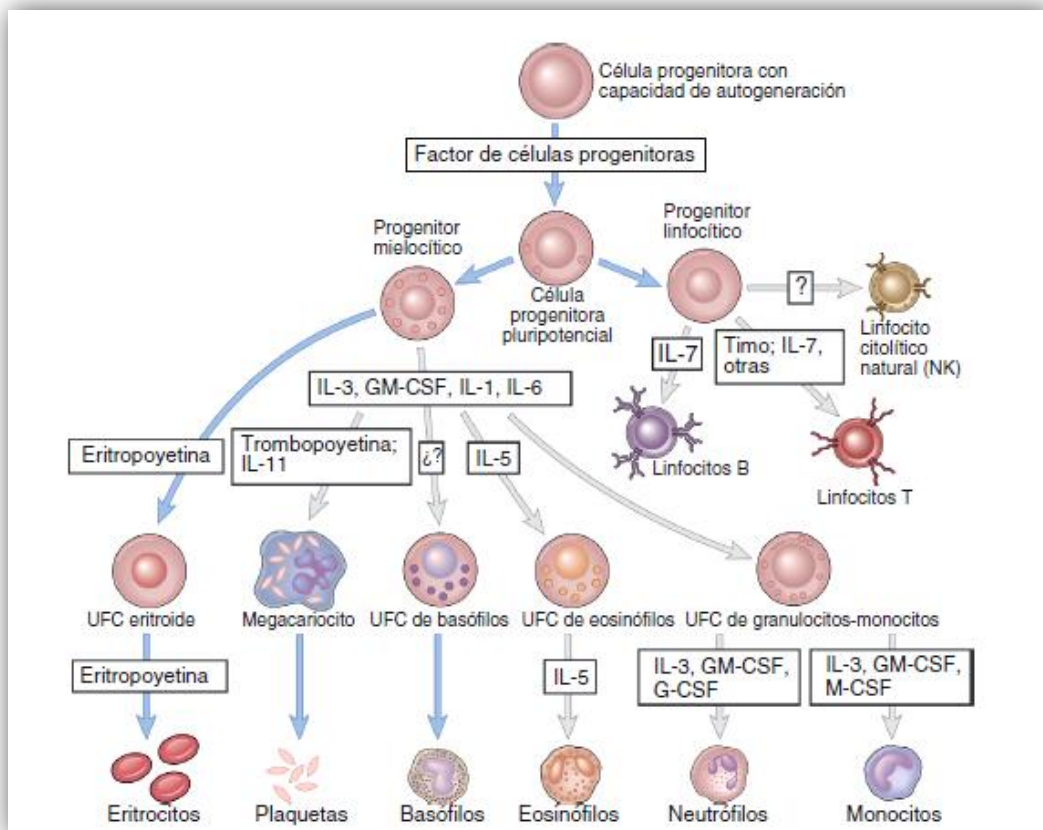 Célula progenitora con
capacidad de autogeneración
Factor de células progenitoras
Progenitor
mielocítico
Célula
progenitora
pluripotencial
Progenitor
linfocítico
?
Linfocito
citolítico
natural (NK)
IL-7
Timo; IL-7,
otras
Linfocitos B
Linfocitos T
IL-3, GM-CSF, IL-1, IL-6
Eritropoyetina
Trombopoyetina;
IL-11
¿?
IL-5
UFC eritroide
Megacariocito
UFC de basófilos
UFC de eosinófilos
UFC de granulocitos-monocitos
Eritropoyetina
IL-5
IL-3, GM-CSF,
G-CSF
IL-3, GM-CSF,
M-CSF
Eritrocitos
Plaquetas
Basófilos
Eosinófilos
Neutrófilos
Monocitos